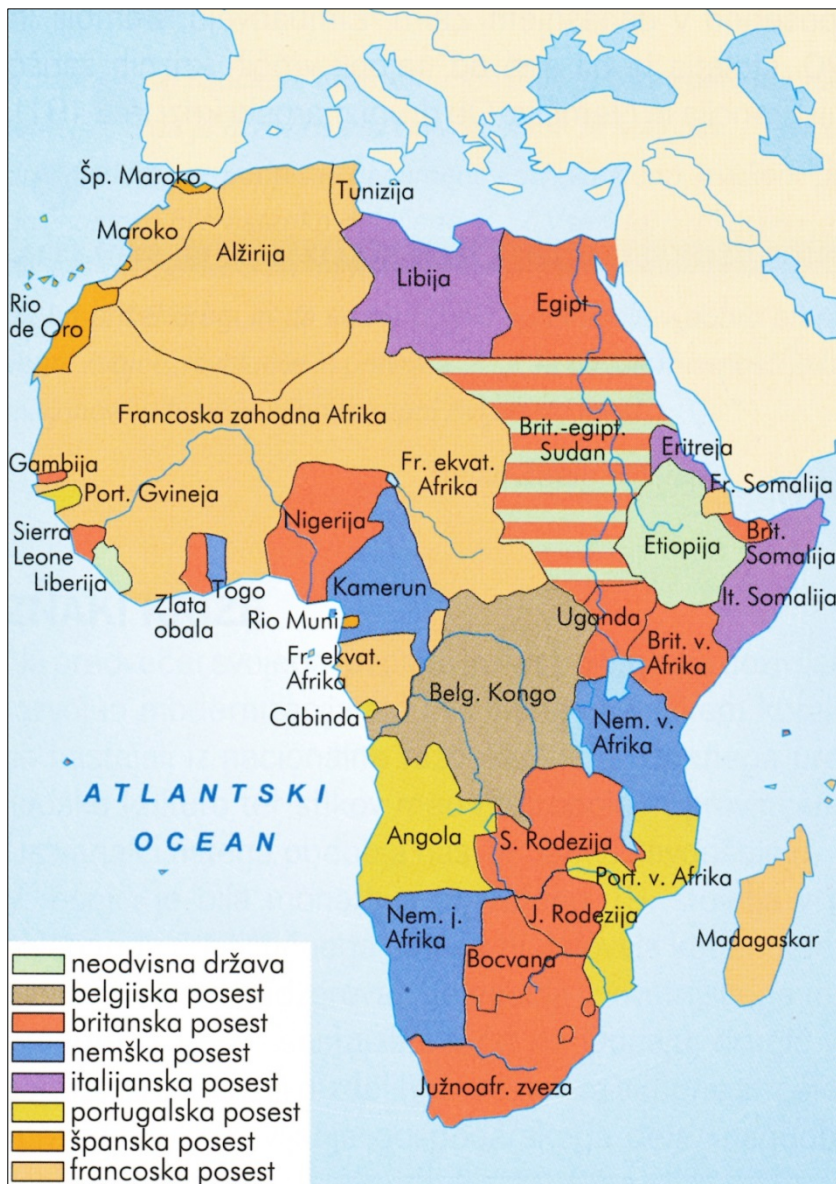 Šp. Maroko
Tunizija
Maroko
Alžirija
Libija
Egipt
Rio
de Oro
Francoska zahodna Afrika
Brit.-egipt.
Sudan
Eritreja
Gambija
Fr. ekvat.
Afrika
Fr. Somalija
Port. Gvineja
Nigerija
Sierra
Leone
Etiopija
Brit.
Somalija
Liberija
Togo
Kamerun
It. Somalija
Zlata
obala
Rio Muni
Uganda
Brit. v.
Afrika
Fr. ekvat.
Afrika
Belg. Kongo
Cabinda
Nem. v.
Afrika
ATLANTSKI
OCEAN
Angola
S. Rodezija
Port. v. Afrika
Nem. j.
Afrika
J. Rodezija
Madagaskar
Bocvana
Južnoafr. zveza
neodvisna država
belgijska posest
britanska posest
nemška posest
italijanska posest
portugalska posest
španska posest
francoska posest